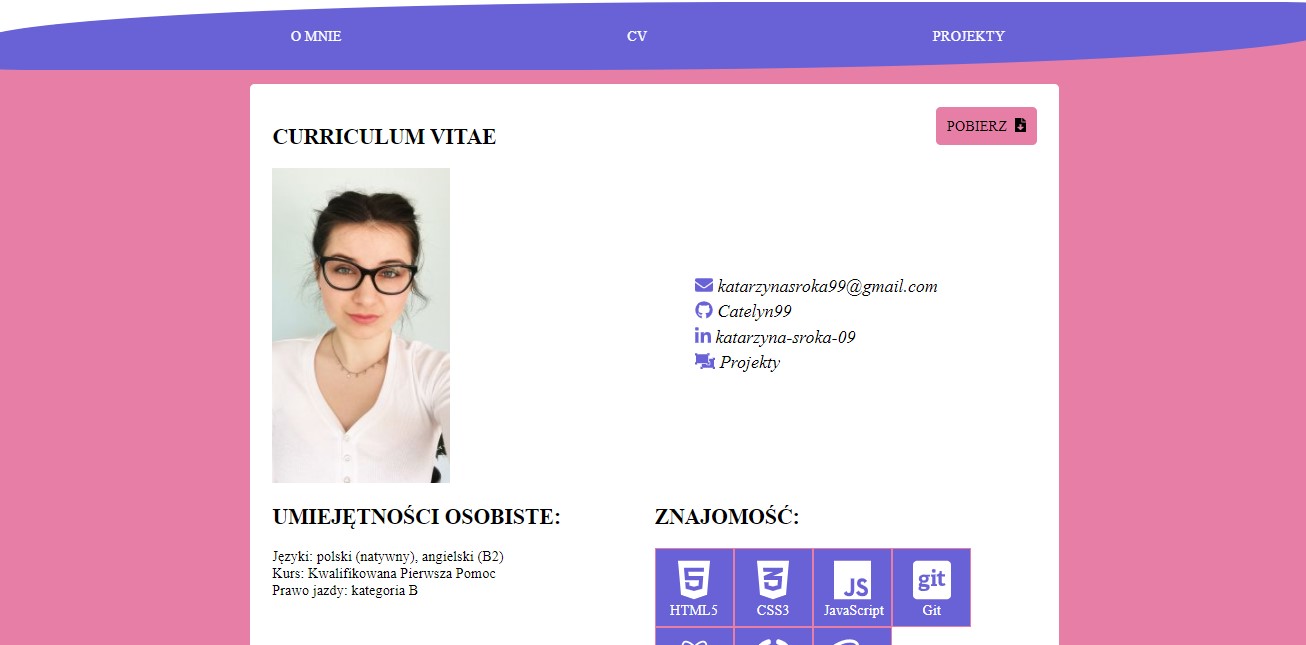 O MNIE
CV
PROJEKTY
CURRICULUM VITAE
POBIERZ
katarzynasroka99@gmail.com
Catelyn99
in katarzyna-sroka-09
Projekty
UMIEJĘTNOŚCI OSOBISTE:
Języki: polski (natywny), angielski (B2)
Kurs: Kwalifikowana Pierwsza Pomoc
Prawo jazdy: kategoria B
ZNAJOMOŚĆ:
5
3
JS
git
HTML5
CSS3
JavaScript
Git